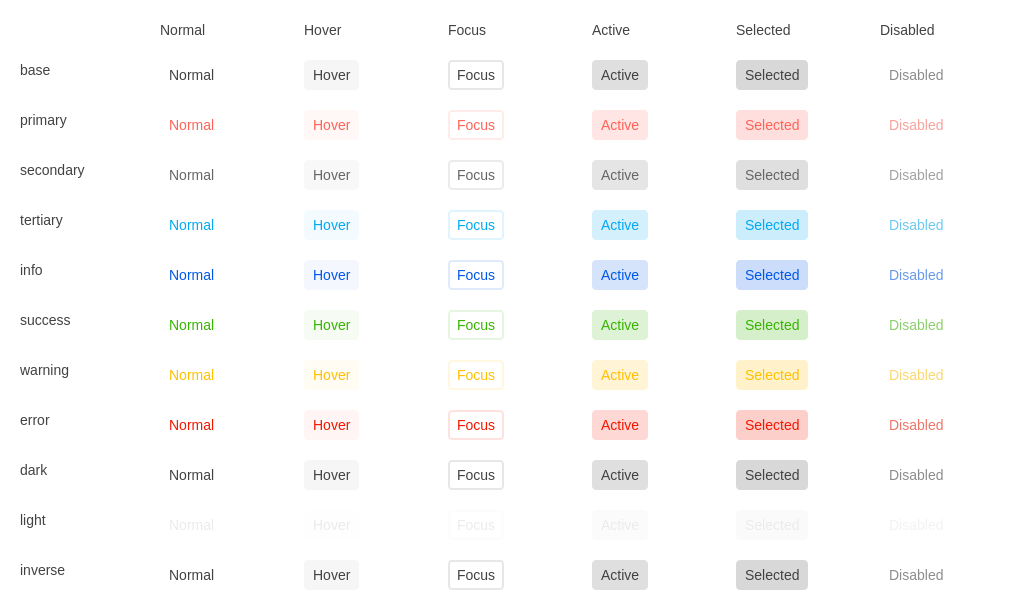 Normal Hover Focus Active Selected Disabled
base Normal Hover Focus Active Selected Disabled
primary Normal Hover Focus Active Selected Disabled
secondary Normal Hover Focus Active Selected Disabled
tertiary Normal Hover Focus Active Selected Disabled
info Normal Hover Focus Active Selected Disabled
success Normal Hover Focus Active Selected Disabled
warning Normal Hover Focus Active Selected Disabled
error Normal Hover Focus Active Selected Disabled
dark Normal Hover Focus Active Selected Disabled
light Normal Hover Focus Active Selected Disabled
inverse Normal Hover Focus Active Selected Disabled